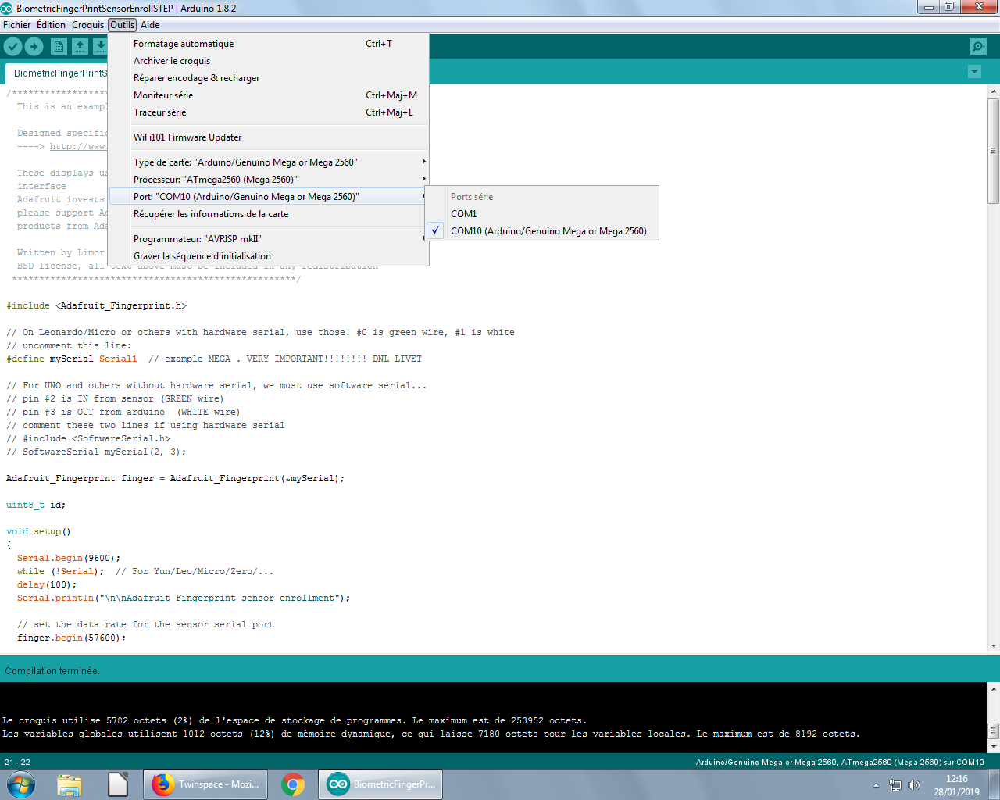 BiometricFingerPrintSensorEnrollSTEP | Arduino 1.8.2
Fichier Édition Croquis Outils Aide
BiometricFingerPrintS
Formatage automatique Ctrl+T
Archiver le croquis
Réparer encodage & recharger
Moniteur série Ctrl+Maj+M
Traceur série Ctrl+Maj+L
WiFi101 Firmware Updater
Type de carte: "Arduino/Genuino Mega or Mega 2560"
Processeur: "ATmega2560 (Mega 2560)"
Port: "COM10 (Arduino/Genuino Mega or Mega 2560)"
Récupérer les informations de la carte
Programmateur: "AVRISP mkII"
Graver la séquence d'initialisation
Ports série
COM1
COM10 (Arduino/Genuino Mega or Mega 2560)
/******************
This is an examp
Designed specific
----> http://www.
These displays us
interface
Adafruit invests
please support Ad
products from Ada
Written by Limor
BSD license, all text above must be included in any redistribution
****************************************************/
#include <Adafruit_Fingerprint.h>
// On Leonardo/Micro or others with hardware serial, use those! #0 is green wire, #1 is white
// uncomment this line:
#define mySerial Serial1  // example MEGA . VERY IMPORTANT!!!!!!!! DNL LIVET
// For UNO and others without hardware serial, we must use software serial...
// pin #2 is IN from sensor (GREEN wire)
// pin #3 is OUT from arduino  (WHITE wire)
// comment these two lines if using hardware serial
// #include <SoftwareSerial.h>
// SoftwareSerial mySerial(2, 3);
Adafruit_Fingerprint finger = Adafruit_Fingerprint(&mySerial);
uint8_t id;
void setup()
{
Serial.begin(9600);
while (!Serial);  // For Yun/Leo/Micro/Zero/...
delay(100);
Serial.println("\n\nAdafruit Fingerprint sensor enrollment");
// set the data rate for the sensor serial port
finger.begin(57600);
Compilation terminée.
Le croquis utilise 5782 octets (2%) de l'espace de stockage de programmes. Le maximum est de 253952 octets.
Les variables globales utilisent 1012 octets (12%) de mémoire dynamique, ce qui laisse 7180 octets pour les variables locales. Le maximum est de 8192 octets.
21 - 22 Arduino/Genuino Mega or Mega 2560, ATmega2560 (Mega 2560) sur COM10
Twinspace - Mozi... BiometricFingerPr... 12:16
28/01/2019